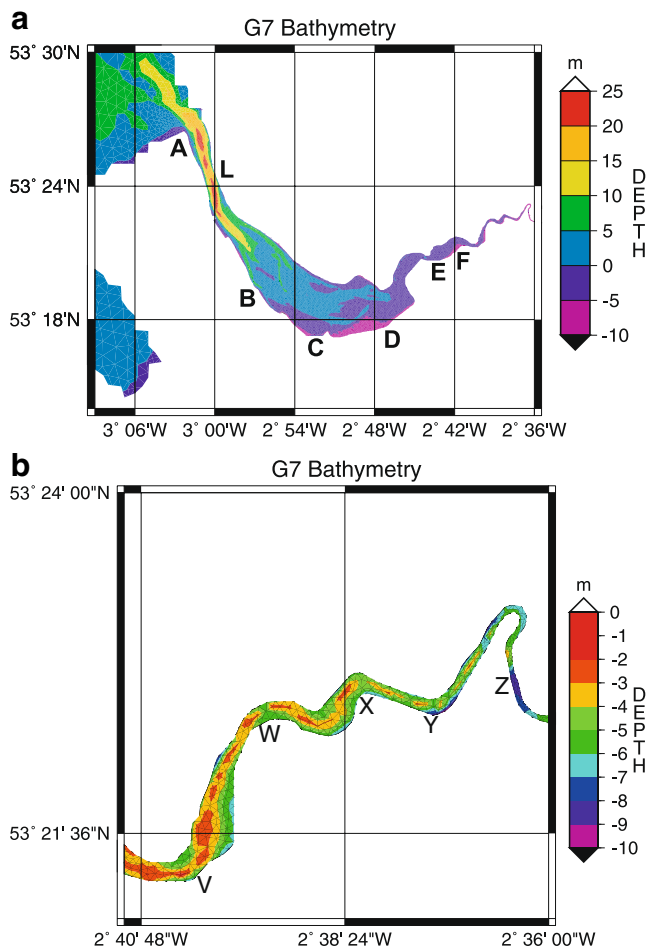 a
G7 Bathymetry
53° 30'N
53° 24'N
53° 18'N
A
L
B
C
D
E
F
3° 06'W 3° 00'W 2° 54'W 2° 48'W 2° 42'W 2° 36'W
m
25
20
15
10
5
0
-5
-10
DEPTH
b
G7 Bathymetry
53° 24' 00"N
53° 21' 36"N
V
W
X
Y
Z
2° 40' 48"W 2° 38' 24"W 2° 36' 00"W
m
0
-1
-2
-3
-4
-5
-6
-7
-8
-9
-10
DEPTH